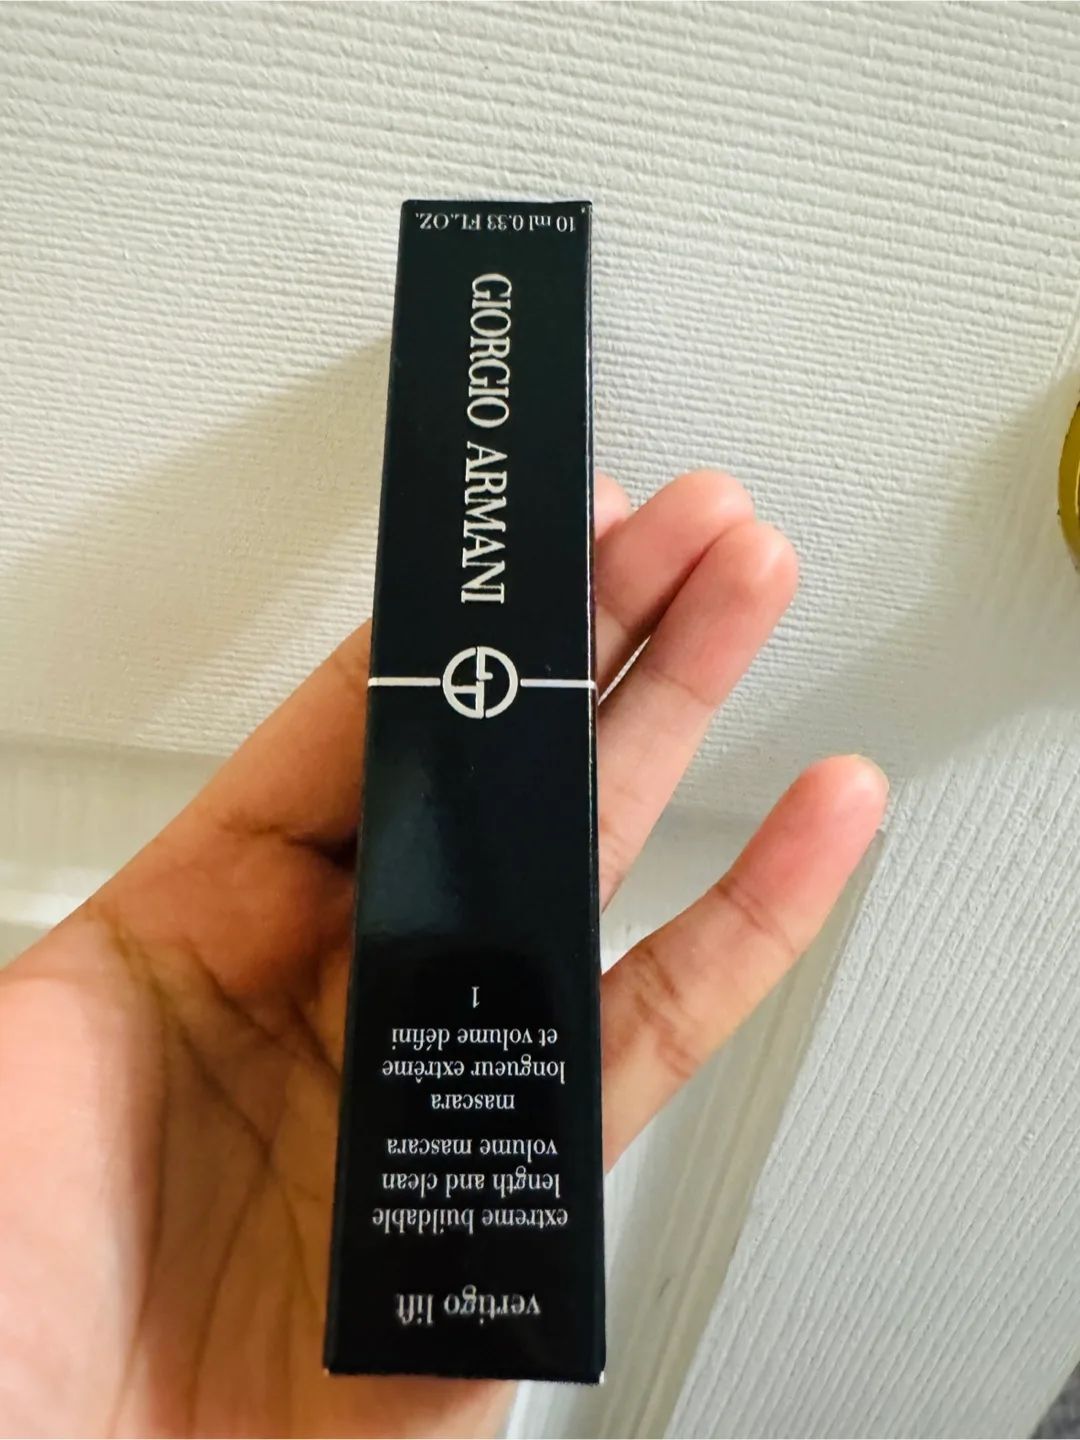 vertigo lift
extreme buildable
length and clean
volume mascara
mascara
longueur extrême
et volume défini
1
GIORGIO ARMANI
10 ml 0.33 FL.OZ.